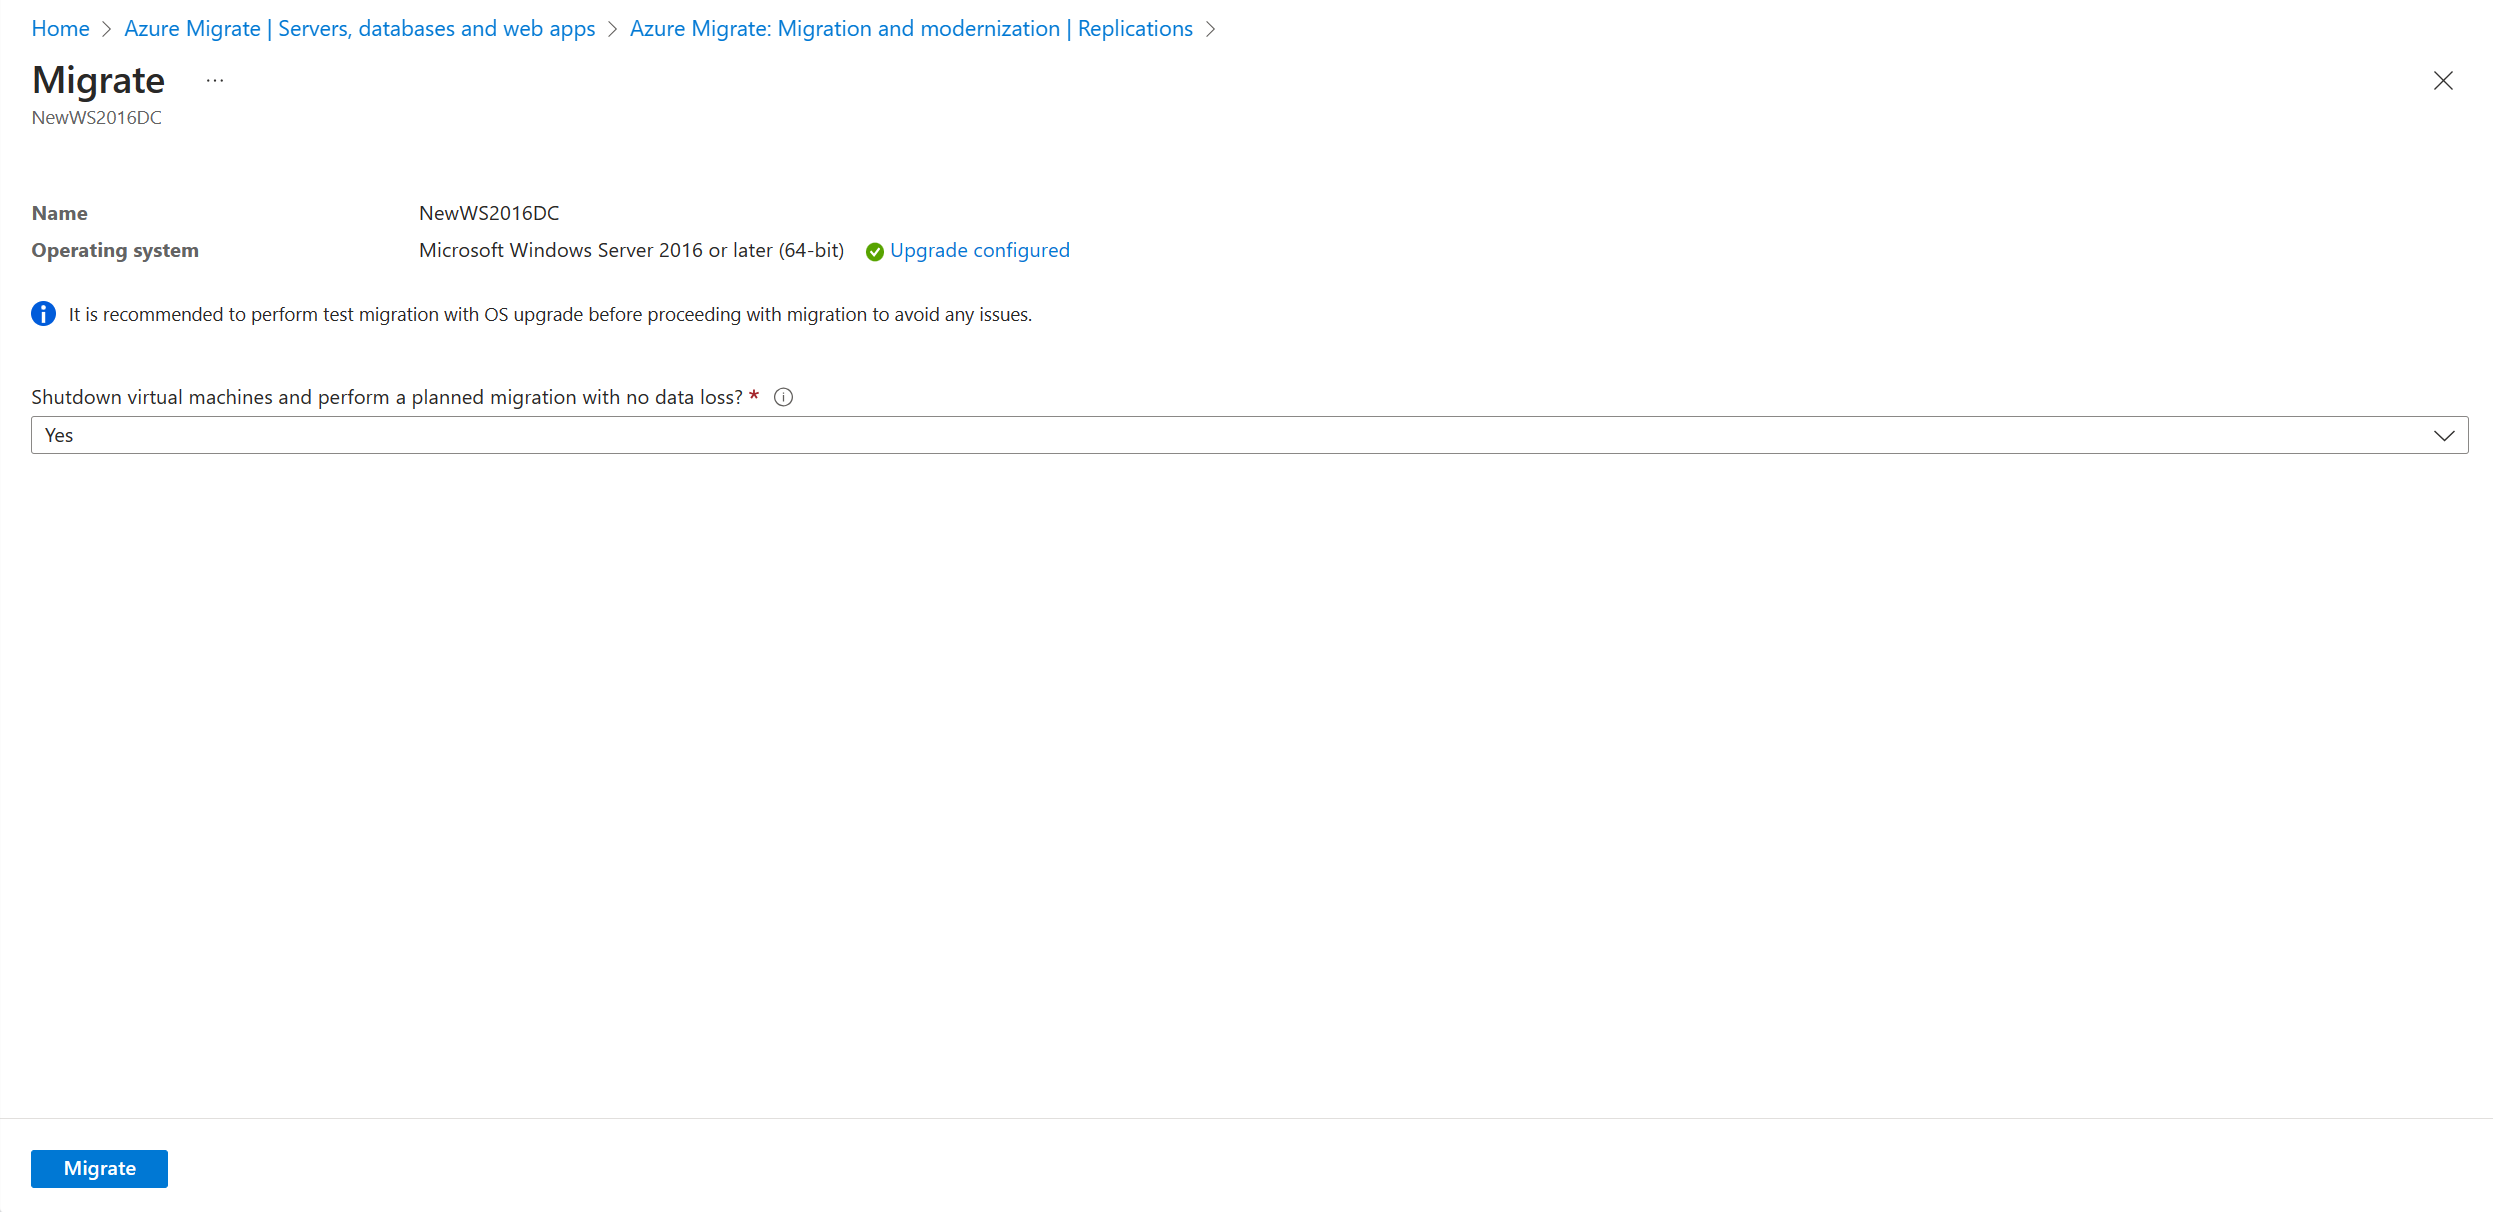 Home > Azure Migrate | Servers, databases and web apps > Azure Migrate: Migration and modernization | Replications >
Migrate ...
NewWS2016DC
Name NewWS2016DC
Operating system Microsoft Windows Server 2016 or later (64-bit) Upgrade configured
It is recommended to perform test migration with OS upgrade before proceeding with migration to avoid any issues.
Shutdown virtual machines and perform a planned migration with no data loss? *
Yes
Migrate